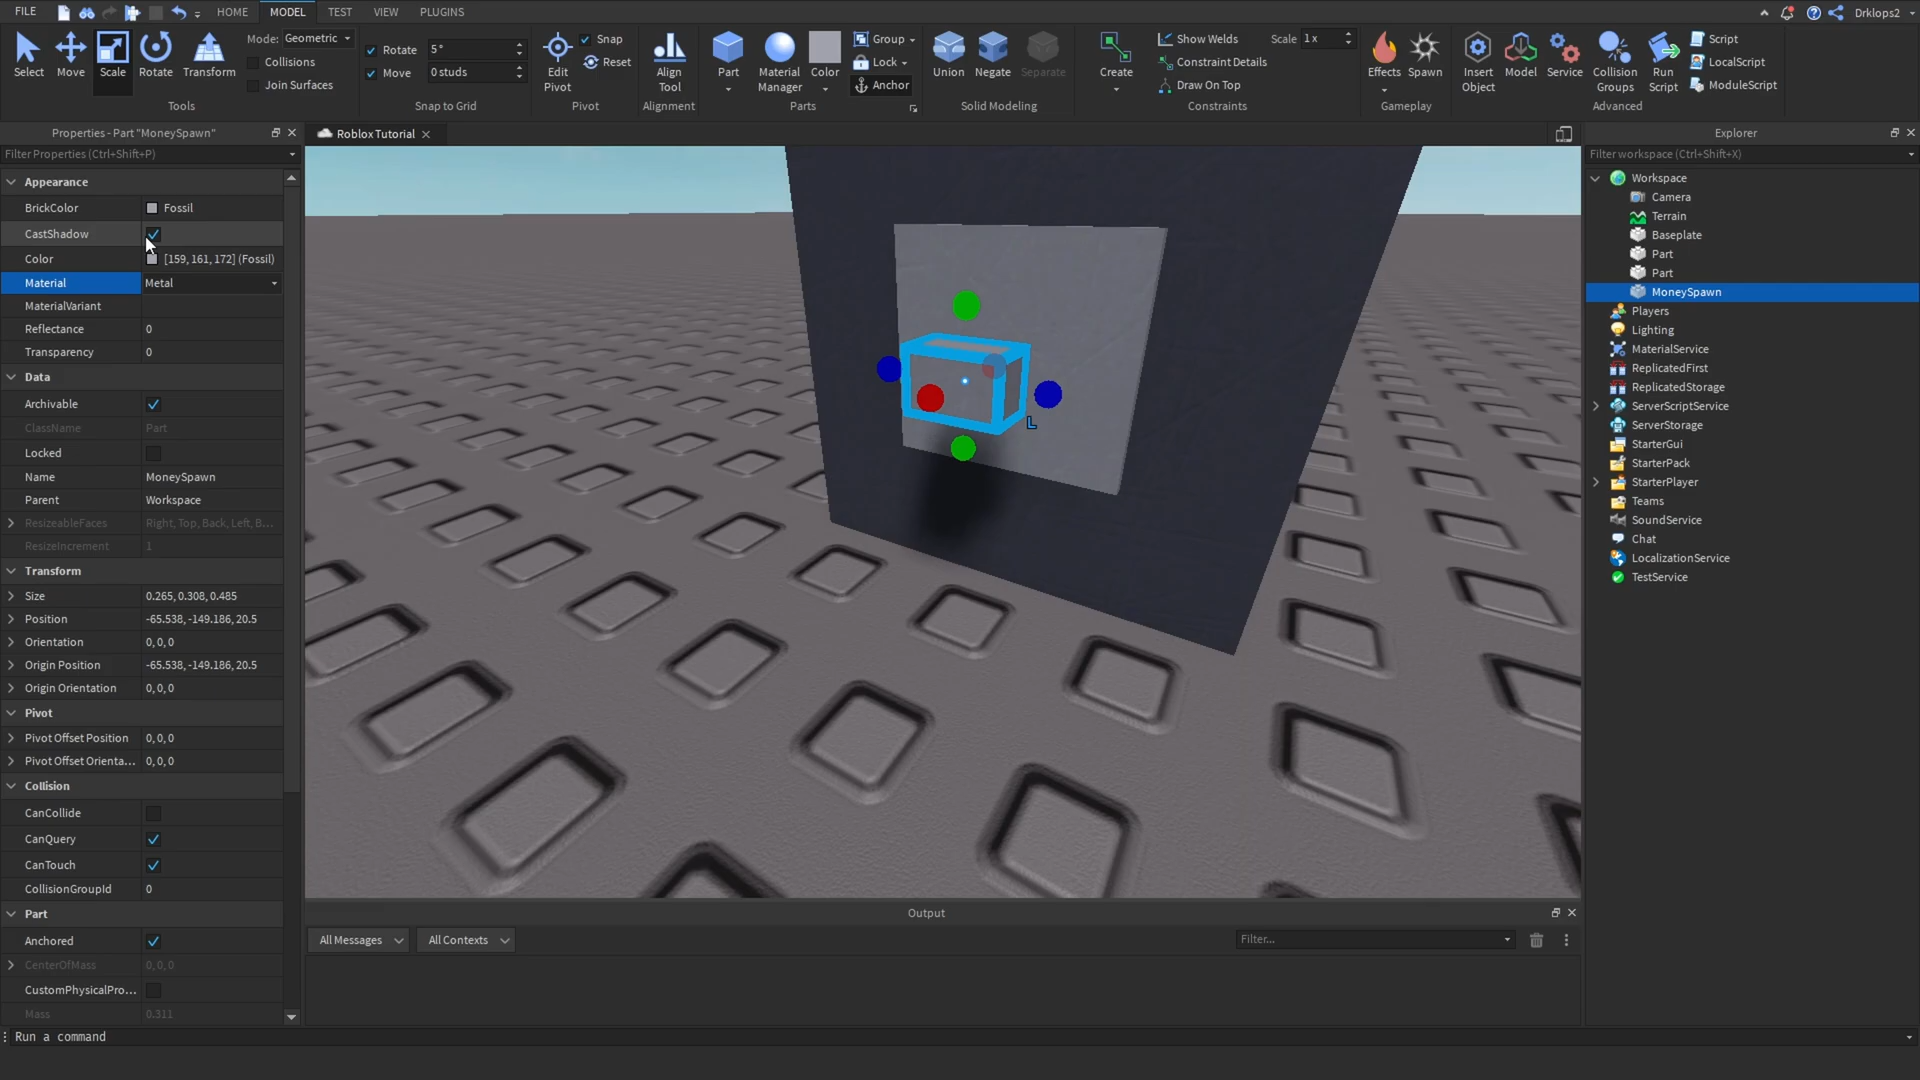 FILE
HOME
MODEL
TEST
VIEW
PLUGINS
Drklops2
Select
Move
Scale
Rotate
Transform
Mode: Geometric
Collisions
Join Surfaces
Tools
Rotate 5 °
Move 0 studs
Snap to Grid
Edit
Pivot
Snap
Reset
Pivot
Align
Tool
Alignment
Part
Material
Manager
Color
Group
Lock
Anchor
Parts
Union
Negate
Separate
Solid Modeling
Create
Show Welds
Scale 1 x
Constraint Details
Draw On Top
Constraints
Effects
Spawn
Gameplay
Insert
Object
Model
Service
Collision
Groups
Run
Script
Script
LocalScript
ModuleScript
Advanced
Properties - Part "MoneySpawn"
Filter Properties (Ctrl+Shift+P)
Appearance
BrickColor Fossil
CastShadow
Color [159, 161, 172] (Fossil)
Material Metal
MaterialVariant
Reflectance 0
Transparency 0
Data
Archivable
ClassName Part
Locked
Name MoneySpawn
Parent Workspace
ResizeableFaces Right, Top, Back, Left, B...
ResizeIncrement 1
Transform
Size 0.265, 0.308, 0.485
Position -65.538, -149.186, 20.5
Orientation 0, 0, 0
Origin Position -65.538, -149.186, 20.5
Origin Orientation 0, 0, 0
Pivot
Pivot Offset Position 0, 0, 0
Pivot Offset Orienta... 0, 0, 0
Collision
CanCollide
CanQuery
CanTouch
CollisionGroupId 0
Part
Anchored
CenterOfMass 0, 0, 0
CustomPhysicalPro...
Mass 0.311
Roblox Tutorial
L
Output
All Messages
All Contexts
Filter...
Explorer
Filter workspace (Ctrl+Shift+X)
Workspace
Camera
Terrain
Baseplate
Part
Part
MoneySpawn
Players
Lighting
MaterialService
ReplicatedFirst
ReplicatedStorage
ServerScriptService
ServerStorage
StarterGui
StarterPack
StarterPlayer
Teams
SoundService
Chat
LocalizationService
TestService
Run a command